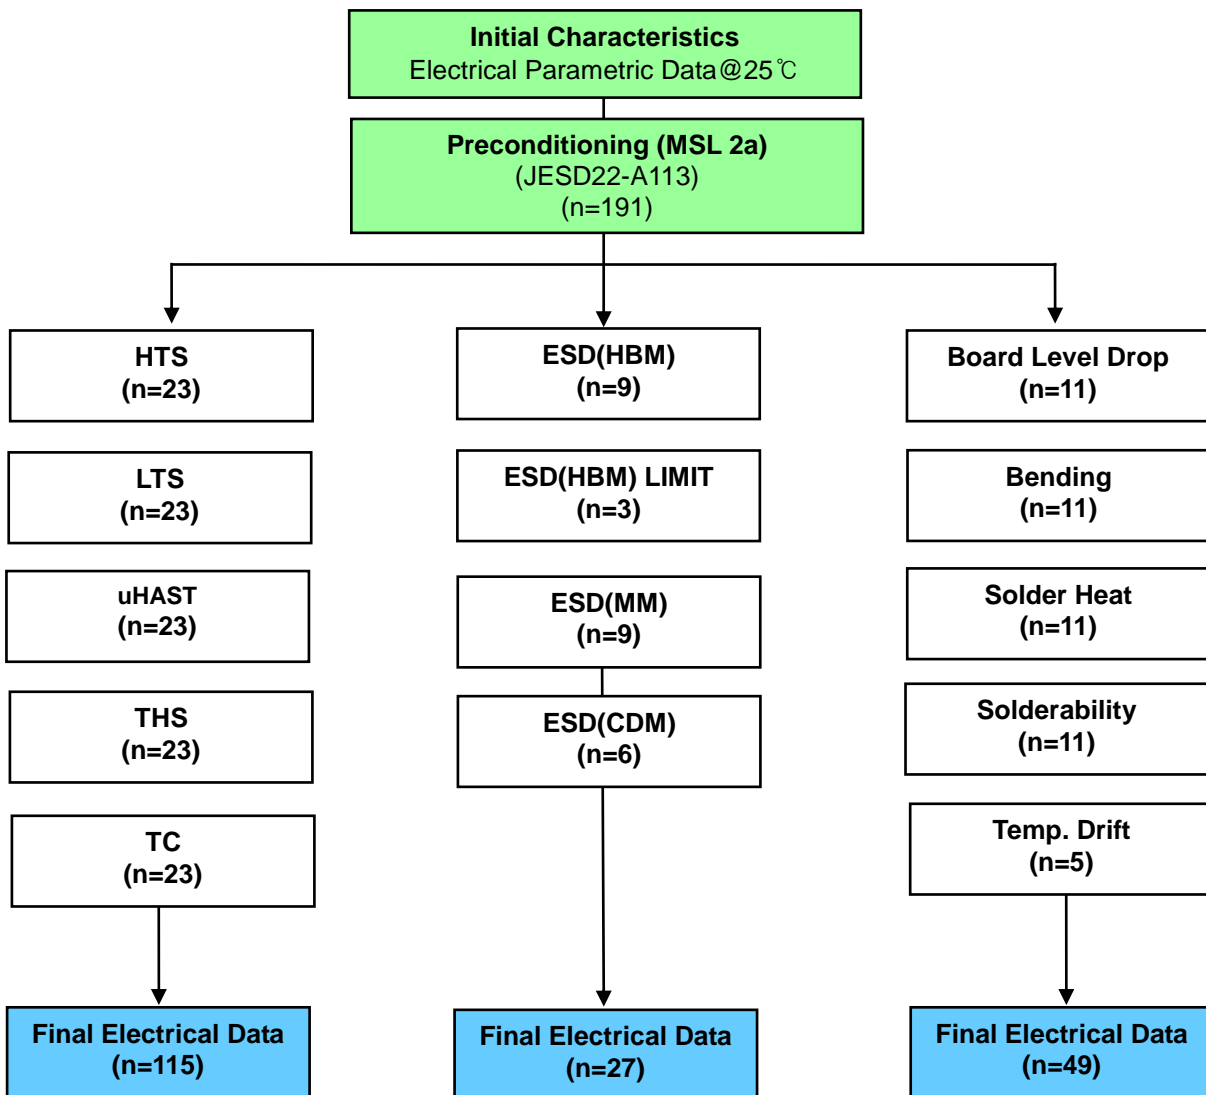 Initial Characteristics
Electrical Parametric Data@25℃
Preconditioning (MSL 2a)
(JESD22-A113)
(n=191)
HTS
(n=23)
LTS
(n=23)
uHAST
(n=23)
THS
(n=23)
TC
(n=23)
Final Electrical Data
(n=115)
ESD(HBM)
(n=9)
ESD(HBM) LIMIT
(n=3)
ESD(MM)
(n=9)
ESD(CDM)
(n=6)
Final Electrical Data
(n=27)
Board Level Drop
(n=11)
Bending
(n=11)
Solder Heat
(n=11)
Solderability
(n=11)
Temp. Drift
(n=5)
Final Electrical Data
(n=49)